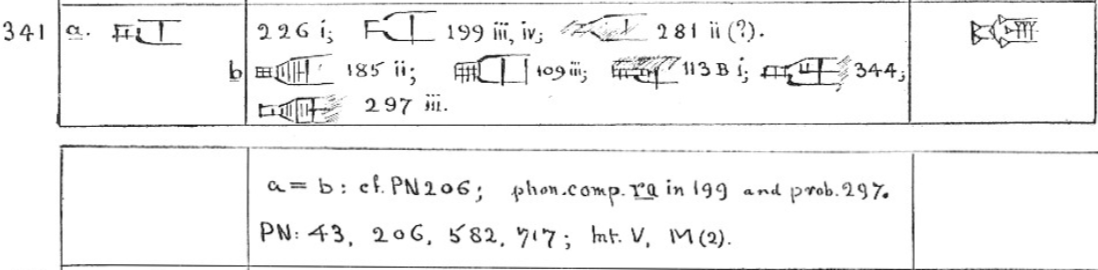 341 a. 226 i; 199 iii, iv; 281 ii (?).
b 185 ii; 109 iii; 113 B i; 344;
297 iii.
a = b: cf. PN 206; phon. comp. ra in 199 and prob. 297.
PN: 43, 206, 582, 717; Int. V, M (2).